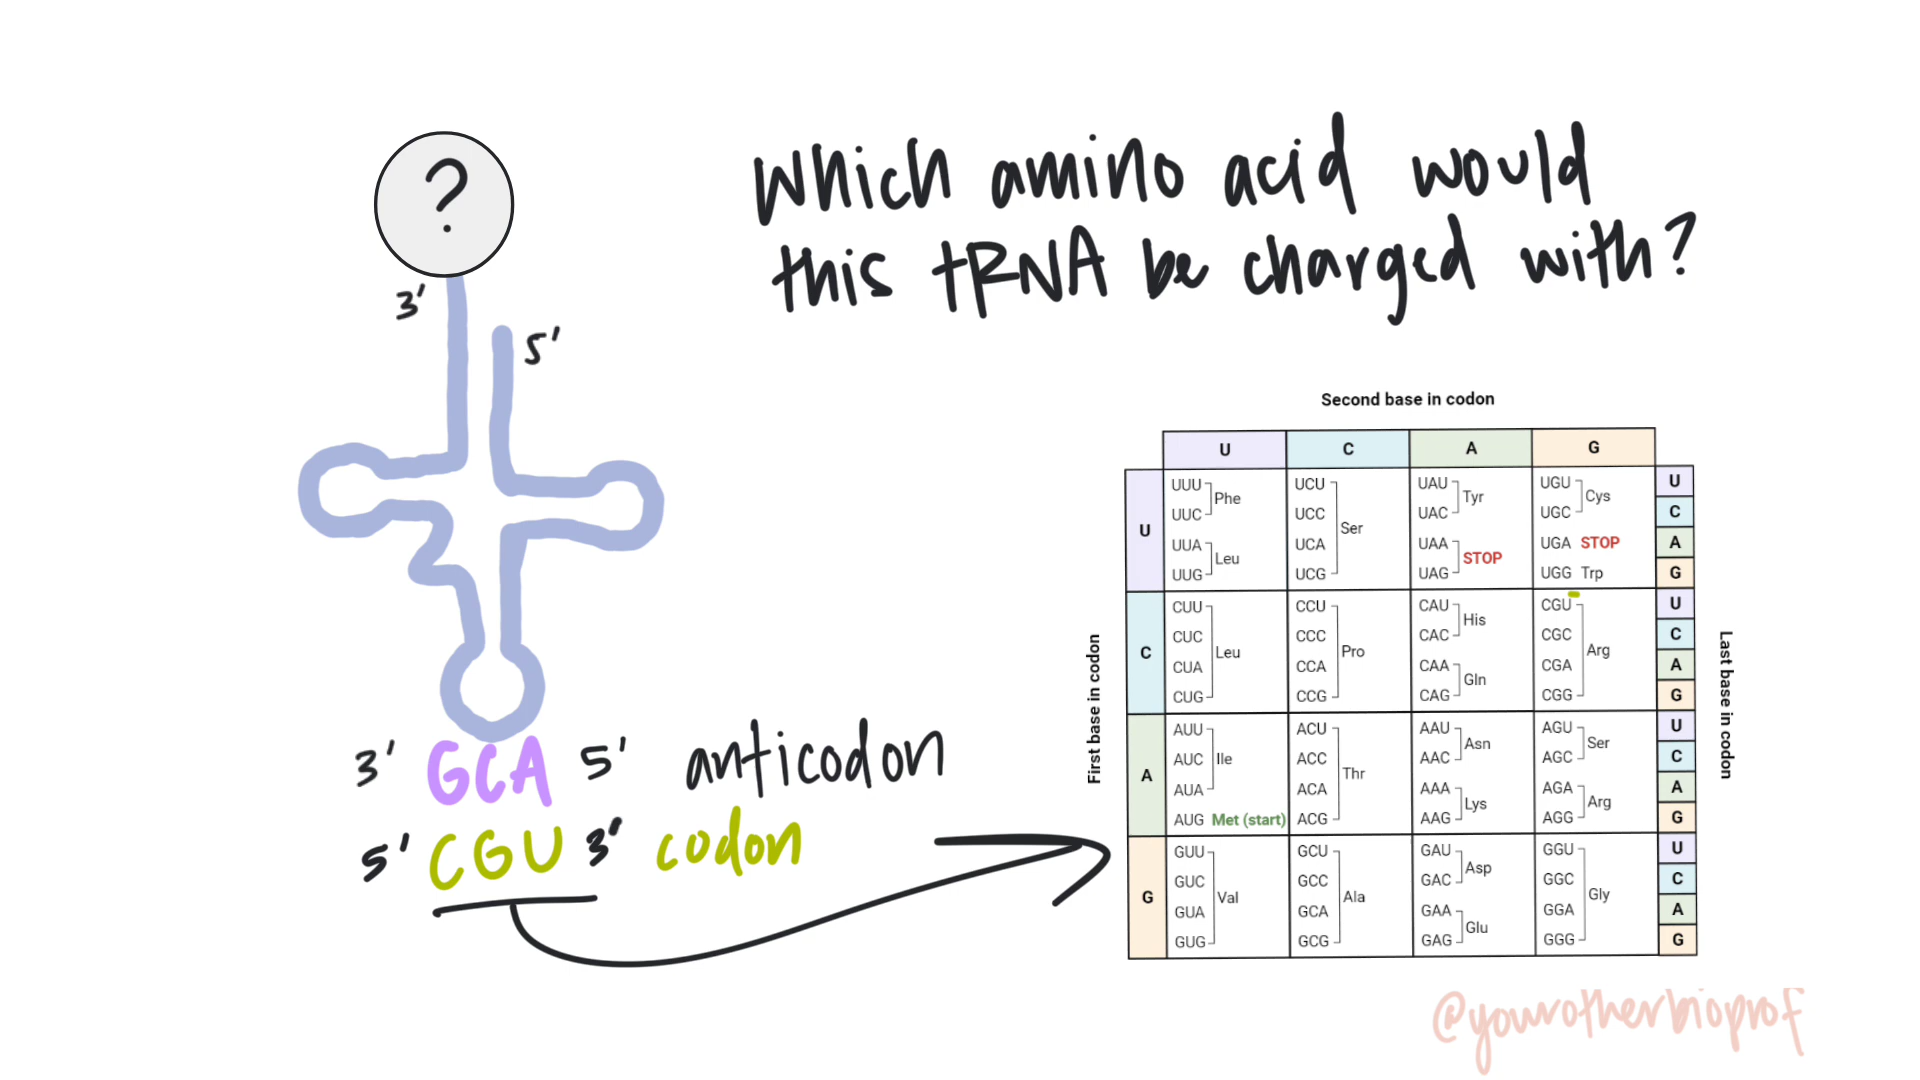 ?
Which amino acid would
this tRNA be charged with?
3'
5'
3' GCA 5' anticodon
5' CGU 3' codon
Second base in codon
U C A G
First base in codon
Last base in codon
U
UUU UUC Phe
UUA UUG Leu
UCU UCC UCA UCG Ser
UAU UAC Tyr
UAA UAG STOP
UGU UGC Cys
UGA STOP
UGG Trp
U C A G
C
CUU CUC CUA CUG Leu
CCU CCC CCA CCG Pro
CAU CAC His
CAA CAG Gln
CGU CGC CGA CGG Arg
U C A G
A
AUU AUC AUA Ile
AUG Met (start)
ACU ACC ACA ACG Thr
AAU AAC Asn
AAA AAG Lys
AGU AGC Ser
AGA AGG Arg
U C A G
G
GUU GUC GUA GUG Val
GCU GCC GCA GCG Ala
GAU GAC Asp
GAA GAG Glu
GGU GGC GGA GGG Gly
U C A G
@yourotherbioprof